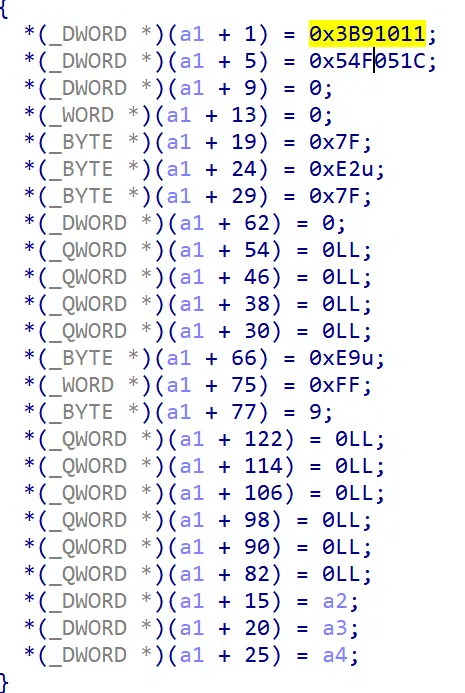 {
*(_DWORD *)(a1 + 1) = 0x3B91011;
*(_DWORD *)(a1 + 5) = 0x54F051C;
*(_DWORD *)(a1 + 9) = 0;
*(_WORD *)(a1 + 13) = 0;
*(_BYTE *)(a1 + 19) = 0x7F;
*(_BYTE *)(a1 + 24) = 0xE2u;
*(_BYTE *)(a1 + 29) = 0x7F;
*(_DWORD *)(a1 + 62) = 0;
*(_QWORD *)(a1 + 54) = 0LL;
*(_QWORD *)(a1 + 46) = 0LL;
*(_QWORD *)(a1 + 38) = 0LL;
*(_QWORD *)(a1 + 30) = 0LL;
*(_BYTE *)(a1 + 66) = 0xE9u;
*(_WORD *)(a1 + 75) = 0xFF;
*(_BYTE *)(a1 + 77) = 9;
*(_QWORD *)(a1 + 122) = 0LL;
*(_QWORD *)(a1 + 114) = 0LL;
*(_QWORD *)(a1 + 106) = 0LL;
*(_QWORD *)(a1 + 98) = 0LL;
*(_QWORD *)(a1 + 90) = 0LL;
*(_QWORD *)(a1 + 82) = 0LL;
*(_DWORD *)(a1 + 15) = a2;
*(_DWORD *)(a1 + 20) = a3;
*(_DWORD *)(a1 + 25) = a4;
}